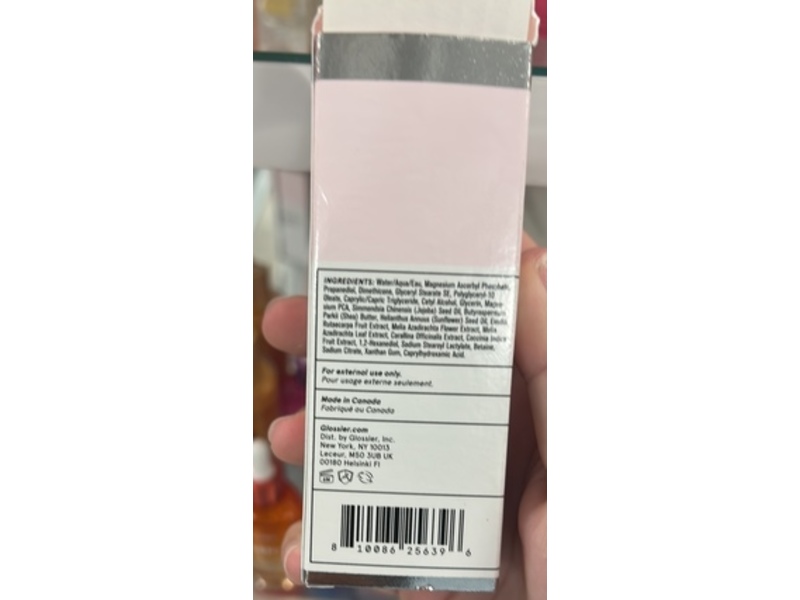 INGREDIENTS: Water/Aqua/Eau, Magnesium Ascorbyl Phosphate,
Propanediol, Dimethicone, Glyceryl Stearate SE, Polyglyceryl-10
Oleate, Caprylic/Capric Triglyceride, Cetyl Alcohol, Glycerin, Magne-
sium PCA, Simmondsia Chinensis (Jojoba) Seed Oil, Butyrospermum
Parkii (Shea) Butter, Helianthus Annuus (Sunflower) Seed Oil,
Rutaecarpa Fruit Extract, Melia Azadirachta Flower Extract, Melia
Azadirachta Leaf Extract, Corallina Officinalis Extract, Coccinia Indica
Fruit Extract, 1,2-Hexanediol, Sodium Stearoyl Lactylate, Betaine,
Sodium Citrate, Xanthan Gum, Caprylhydroxamic Acid.
For external use only.
Pour usage externe seulement.
Made in Canada
Fabriqué au Canada
Glossier.com
Dist. by Glossier, Inc.
New York, NY 10013
Leceur, M50 3UB UK
00180 Helsinki FI
8 10086 25639 6